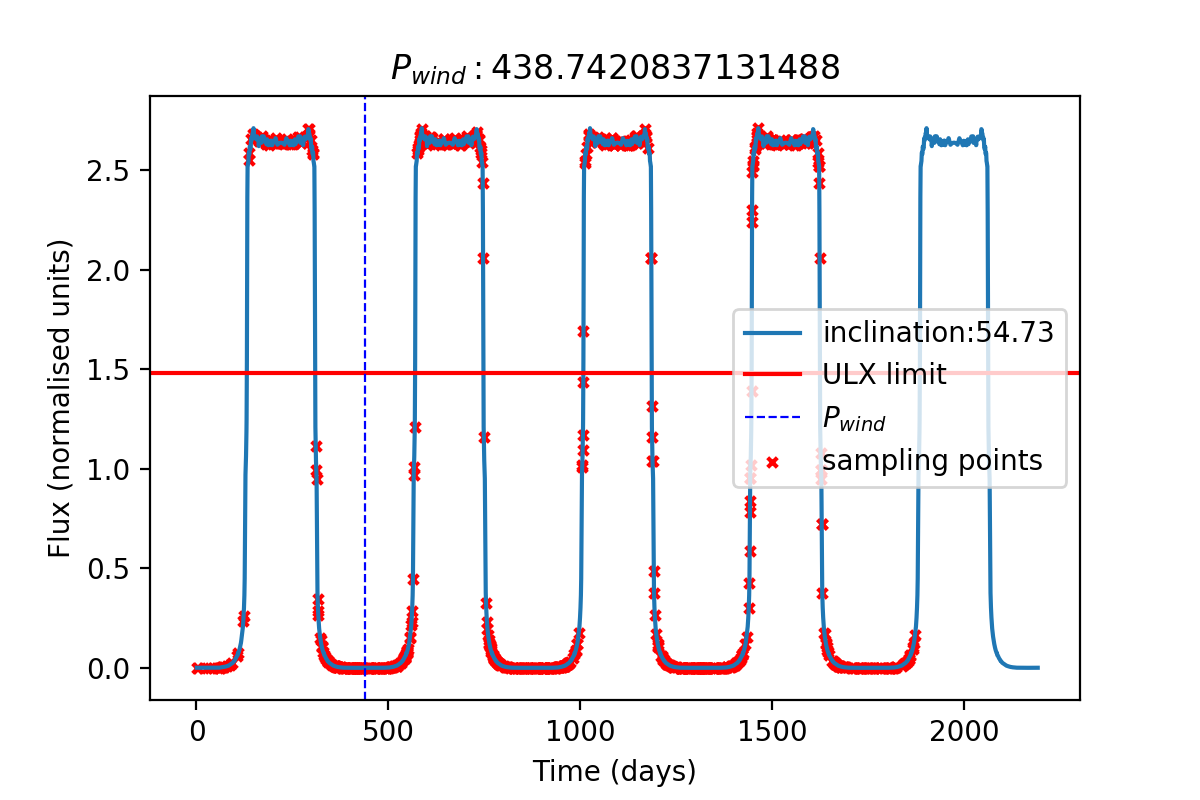 P_wind : 438.7420837131488
Flux (normalised units)
2.5
2.0
1.5
1.0
0.5
0.0
inclination:54.73
ULX limit
P_wind
sampling points
0
500
1000
1500
2000
Time (days)